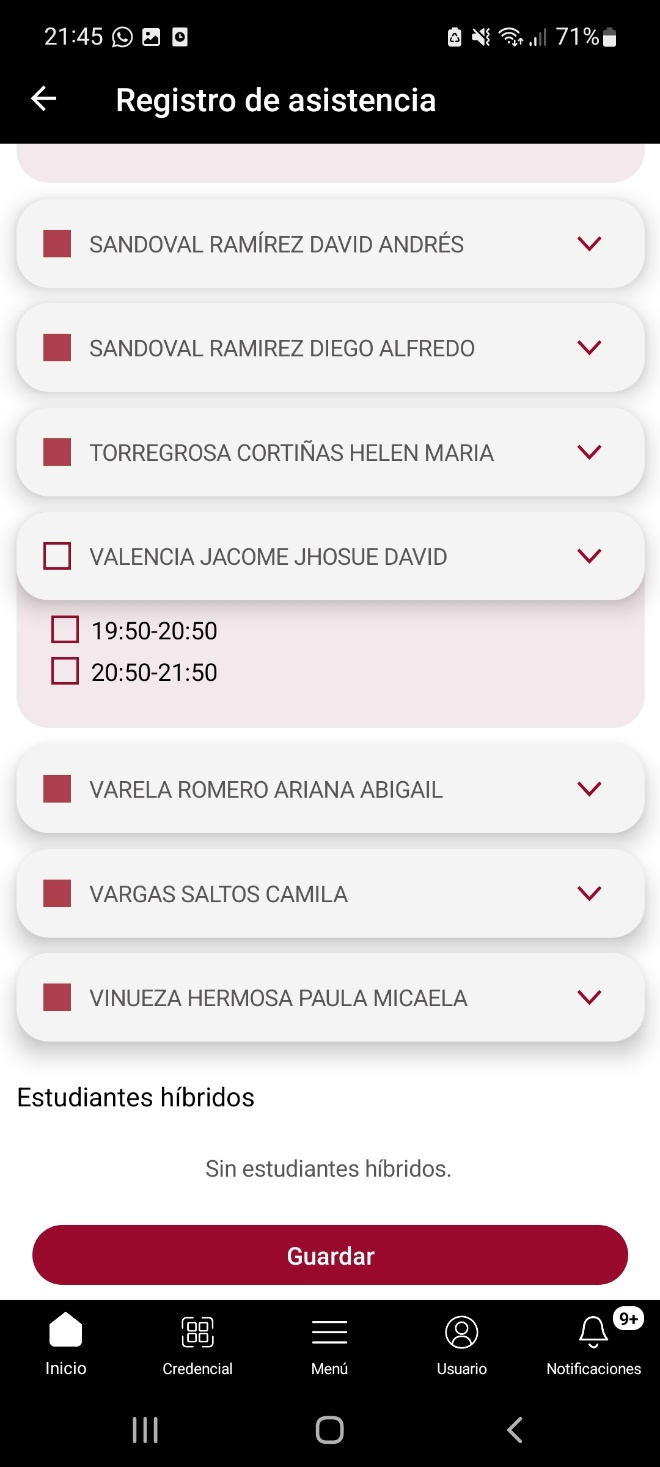 21:45 71%
Registro de asistencia
SANDOVAL RAMÍREZ DAVID ANDRÉS
SANDOVAL RAMIREZ DIEGO ALFREDO
TORREGROSA CORTIÑAS HELEN MARIA
VALENCIA JACOME JHOSUE DAVID
19:50-20:50
20:50-21:50
VARELA ROMERO ARIANA ABIGAIL
VARGAS SALTOS CAMILA
VINUEZA HERMOSA PAULA MICAELA
Estudiantes híbridos
Sin estudiantes híbridos.
Guardar
9+
Inicio Credencial Menú Usuario Notificaciones